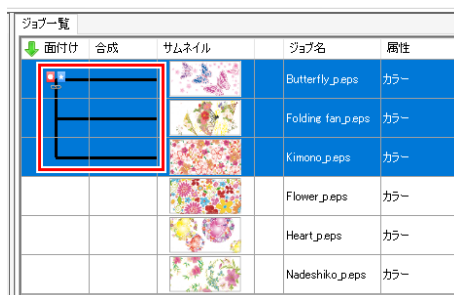 ジョブ一覧
面付け 合成 サムネイル ジョブ名 属性
Butterfly_p.eps カラー
Folding fan_p.eps カラー
Kimono_p.eps カラー
Flower_p.eps カラー
Heart_p.eps カラー
Nadeshiko_p.eps カラー